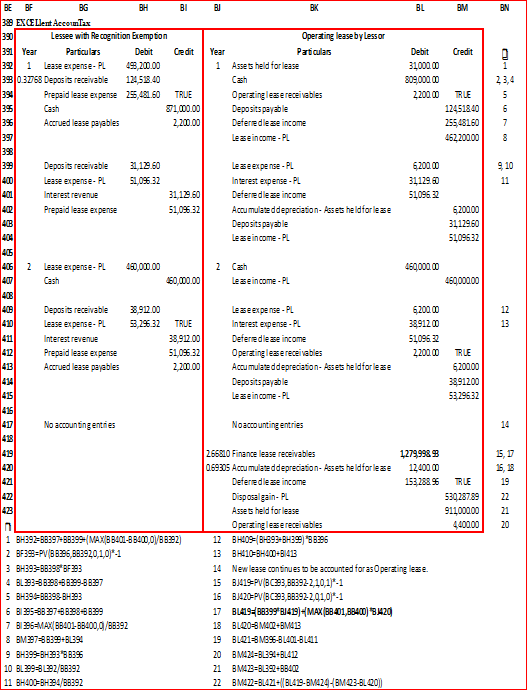 BE BF BG BH BI BJ BK BL BM BN
389 EXCELlent AccounTax
390 Lessee with Recognition Exemption Operating lease by Lessor
391 Year Particulars Debit Credit Year Particulars Debit Credit
392 1 Lease expense - PL 493,200.00 1 Assets held for lease 31,000.00 1
393 0.32768 Deposits receivable 124,518.40 Cash 809,000.00 2, 3, 4
394 Prepaid lease expense 255,481.60 TRUE Operating lease receivables 2,200.00 TRUE 5
395 Cash 871,000.00 Deposits payable 124,518.40 6
396 Accrued lease payables 2,200.00 Deferred lease income 255,481.60 7
397 Lease income - PL 462,200.00 8
398
399 Deposits receivable 31,129.60 Lease expense - PL 6,200.00 9, 10
400 Lease expense - PL 51,096.32 Interest expense - PL 31,129.60 11
401 Interest revenue 31,129.60 Deferred lease income 51,096.32
402 Prepaid lease expense 51,096.32 Accumulated depreciation - Assets held for lease 6,200.00
403 Deposits payable 31,129.60
404 Lease income - PL 51,096.32
405
406 2 Lease expense - PL 460,000.00 2 Cash 460,000.00
407 Cash 460,000.00 Lease income - PL 460,000.00
408
409 Deposits receivable 38,912.00 Lease expense - PL 6,200.00 12
410 Lease expense - PL 53,296.32 TRUE Interest expense - PL 38,912.00 13
411 Interest revenue 38,912.00 Deferred lease income 51,096.32
412 Prepaid lease expense 51,096.32 Operating lease receivables 2,200.00 TRUE
413 Accrued lease payables 2,200.00 Accumulated depreciation - Assets held for lease 6,200.00
414 Deposits payable 38,912.00
415 Lease income - PL 53,296.32
416
417 No accounting entries No accounting entries 14
418
419 2.66810 Finance lease receivables 1,279,998.93 15, 17
420 0.69305 Accumulated depreciation - Assets held for lease 12,400.00 16, 18
421 Deferred lease income 153,288.96 TRUE 19
422 Disposal gain - PL 530,287.89 22
423 Assets held for lease 911,000.00 21
Operating lease receivables 4,400.00 20
1 BH392=BB397+BB399+(MAX(BB401-BB400,0)/BB392) 12 BH409=(BH393+BH399)*BB396
2 BF393=PV(BB396,BB392,0,1,0)*-1 13 BH410=BH400+BI413
3 BH393=BB398*BF393 14 New lease continues to be accounted for as Operating lease.
4 BL393=BB398+BB399-BB397 15 BJ419=PV(BC393,BB392-2,1,0,1)*-1
5 BH394=BB398-BH393 16 BJ420=PV(BC393,BB392-2,0,1,0)*-1
6 BI395=BB397+BB398+BB399 17 BL419=(BB399*BJ419)+(MAX(BB401,BB400)*BJ420)
7 BI396=MAX(BB401-BB400,0)/BB392 18 BL420=BM402+BM413
8 BM397=BB399+BL394 19 BL421=BM396-BL401-BL411
9 BH399=BH393*BB396 20 BM424=BL394+BL412
10 BL399=BL392/BB392 21 BM423=BL392+BB402
11 BH400=BH394/BB392 22 BM422=BL421+((BL419-BM424)-(BM423-BL420))